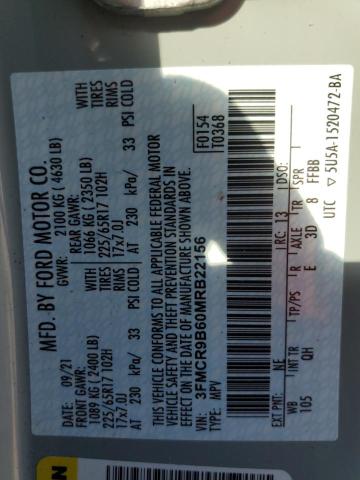 MFD. BY FORD MOTOR CO.
09/21
GVWR: 2100 KG ( 4630 LB)
FRONT GAWR: 1089 KG (2400 LB)
REAR GAWR: 1066 KG (2350LB)
WITH TIRES
225/65R17 102H
225/65R17 102H
WITH TIRES
17x7.0J
RIMS
17x7.0J
RIMS
AT 230 kPa/ 33 PSI COLD
AT 230 kPa/ 33 PSI COLD
THIS VEHICLE CONFORMS TO ALL APPLICABLE FEDERAL MOTOR
VEHICLE SAFETY AND THEFT PREVENTION STANDARDS IN
EFFECT ON THE DATE OF MANUFACTURE SHOWN ABOVE.
VIN: 3FMCR9B60MRB22156
TYPE: MPV
F0154
T0368
EXT PNT: NE
RC: 13
DSO:
WB
INT TR
TP/PS
R
AXLE
TR
SPR
105
QH
E
3D
8
FFBB
UTC
5U5A-1520472-BA